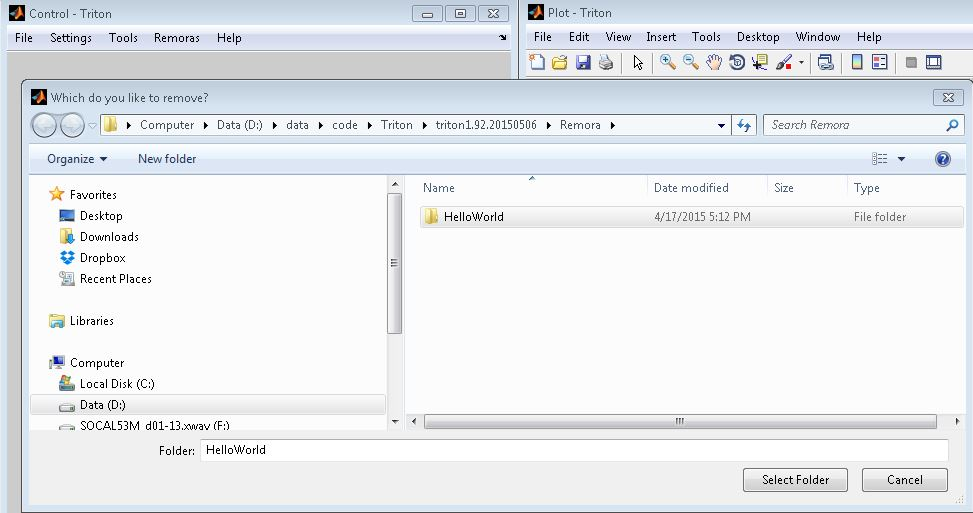 Control - Triton
File Settings Tools Remoras Help
Plot - Triton
File Edit View Insert Tools Desktop Window Help
Which do you like to remove?
Computer Data (D:) data code Triton triton1.92.20150506 Remora
Search Remora
Organize New folder
Favorites
Desktop
Downloads
Dropbox
Recent Places
Libraries
Computer
Local Disk (C:)
Data (D:)
SOCAL53M_d01-13.xwav (F:)
Name Date modified Size Type
HelloWorld 4/17/2015 5:12 PM File folder
Folder: HelloWorld
Select Folder Cancel